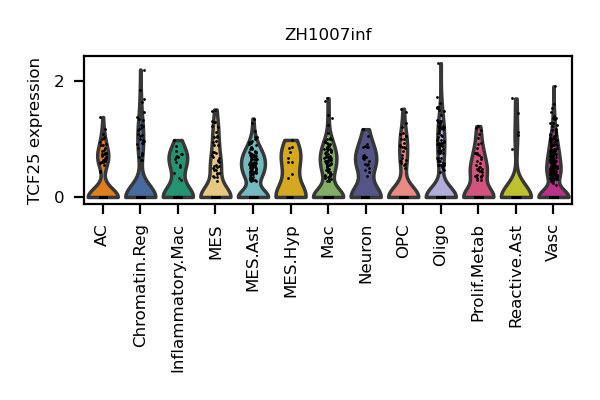 ZH1007inf
TCF25 expression
2
0
AC
Chromatin.Reg
Inflammatory.Mac
MES
MES.Ast
MES.Hyp
Mac
Neuron
OPC
Oligo
Prolif.Metab
Reactive.Ast
Vasc